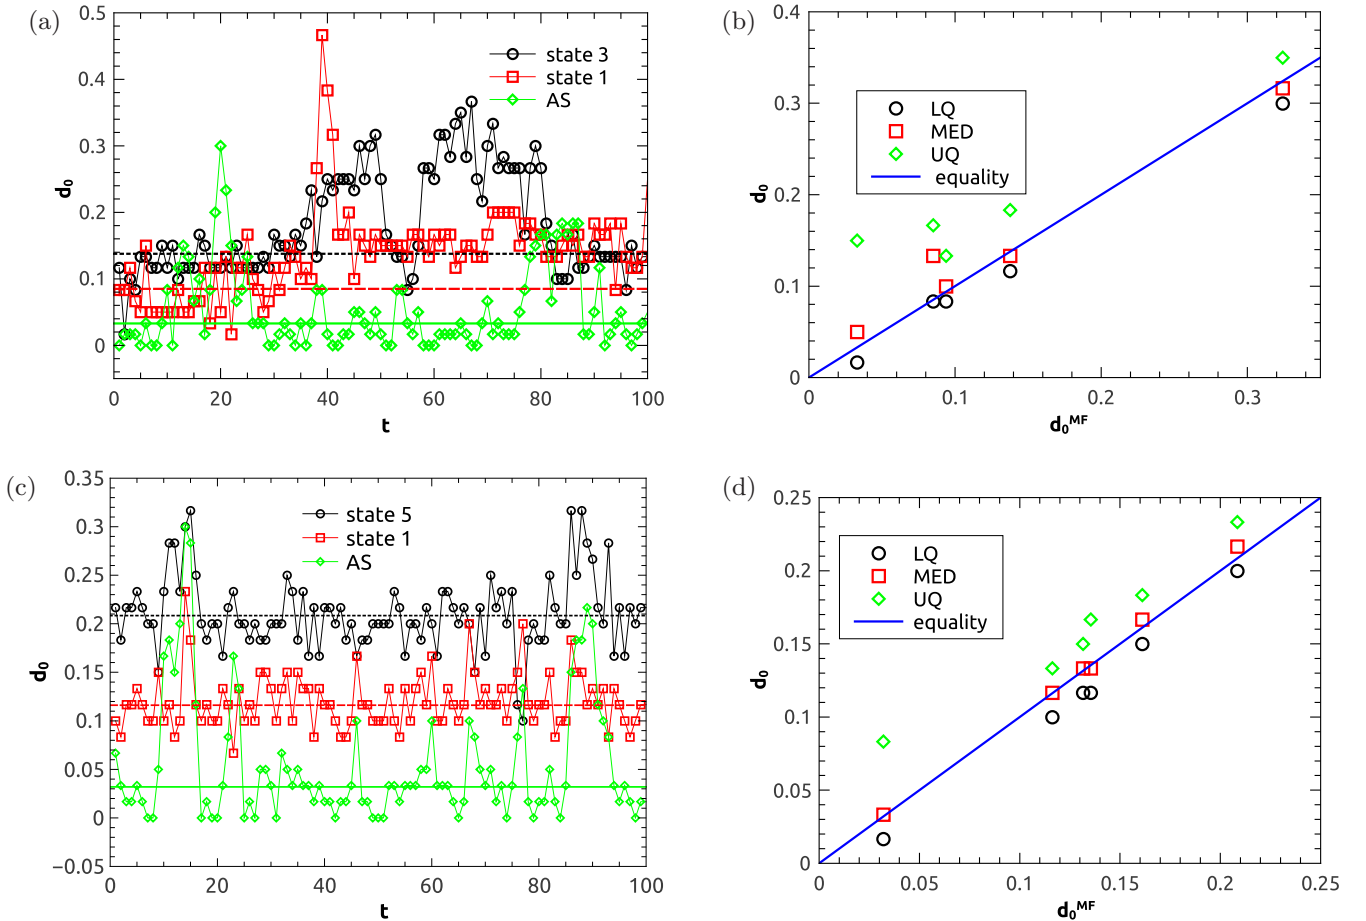 (a)
0.5
0.4
0.3
0.2
0.1
0
d₀
state 3
state 1
AS
0 20 40 60 80 100
t
(b)
0.4
0.3
0.2
0.1
0
d₀
LQ
MED
UQ
equality
0 0.1 0.2 0.3
d₀ᴹᶠ
(c)
0.35
0.3
0.25
0.2
0.15
0.1
0.05
0
−0.05
d₀
state 5
state 1
AS
0 20 40 60 80 100
t
(d)
0.25
0.2
0.15
0.1
0.05
0
d₀
LQ
MED
UQ
equality
0 0.05 0.1 0.15 0.2 0.25
d₀ᴹᶠ